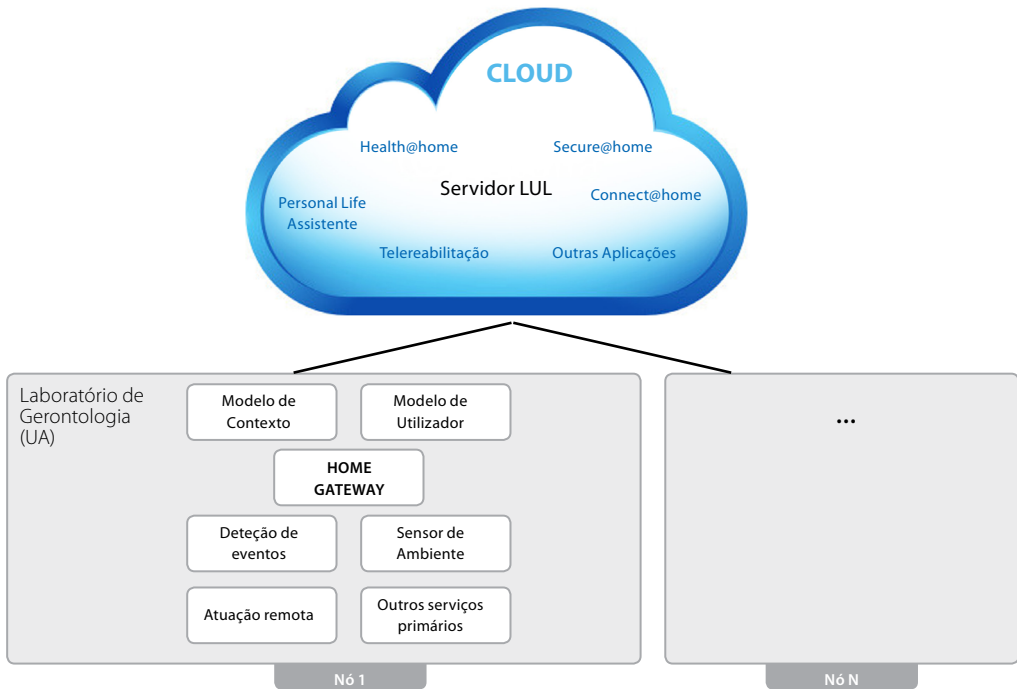 CLOUD
Health@home
Secure@home
Servidor LUL
Connect@home
Personal Life
Assistente
Telereabilitação
Outras Aplicações
Laboratório de
Gerontologia
(UA)
Modelo de
Contexto
Modelo de
Utilizador
HOME
GATEWAY
Deteção de
eventos
Sensor de
Ambiente
Atuação remota
Outros serviços
primários
Nó 1
...
Nó N